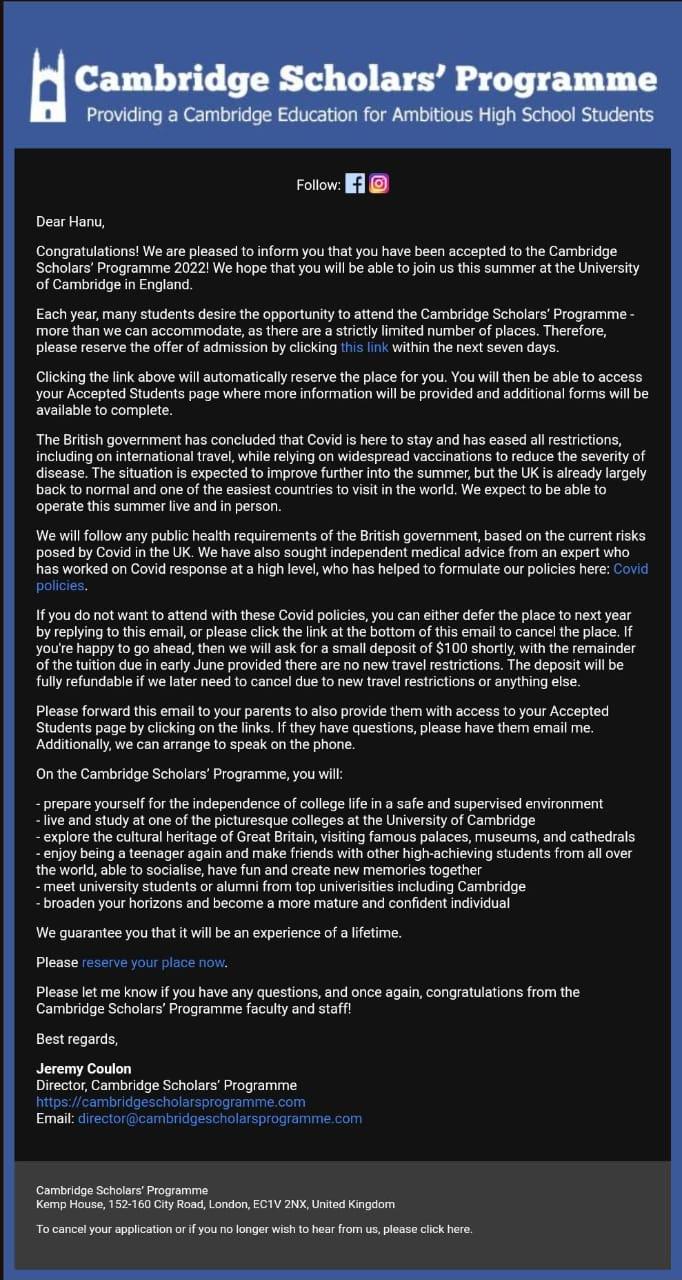 Cambridge Scholars' Programme
Providing a Cambridge Education for Ambitious High School Students
Follow:
Dear Hanu,
Congratulations! We are pleased to inform you that you have been accepted to the Cambridge
Scholars' Programme 2022! We hope that you will be able to join us this summer at the University
of Cambridge in England.
Each year, many students desire the opportunity to attend the Cambridge Scholars' Programme -
more than we can accommodate, as there are a strictly limited number of places. Therefore,
please reserve the offer of admission by clicking this link within the next seven days.
Clicking the link above will automatically reserve the place for you. You will then be able to access
your Accepted Students page where more information will be provided and additional forms will be
available to complete.
The British government has concluded that Covid is here to stay and has eased all restrictions,
including on international travel, while relying on widespread vaccinations to reduce the severity of
disease. The situation is expected to improve further into the summer, but the UK is already largely
back to normal and one of the easiest countries to visit in the world. We expect to be able to
operate this summer live and in person.
We will follow any public health requirements of the British government, based on the current risks
posed by Covid in the UK. We have also sought independent medical advice from an expert who
has worked on Covid response at a high level, who has helped to formulate our policies here: Covid
policies.
If you do not want to attend with these Covid policies, you can either defer the place to next year
by replying to this email, or please click the link at the bottom of this email to cancel the place. If
you're happy to go ahead, then we will ask for a small deposit of $100 shortly, with the remainder
of the tuition due in early June provided there are no new travel restrictions. The deposit will be
fully refundable if we later need to cancel due to new travel restrictions or anything else.
Please forward this email to your parents to also provide them with access to your Accepted
Students page by clicking on the links. If they have questions, please have them email me.
Additionally, we can arrange to speak on the phone.
On the Cambridge Scholars' Programme, you will:
- prepare yourself for the independence of college life in a safe and supervised environment
- live and study at one of the picturesque colleges at the University of Cambridge
- explore the cultural heritage of Great Britain, visiting famous palaces, museums, and cathedrals
- enjoy being a teenager again and make friends with other high-achieving students from all over
the world, able to socialise, have fun and create new memories together
- meet university students or alumni from top univerisities including Cambridge
- broaden your horizons and become a more mature and confident individual
We guarantee you that it will be an experience of a lifetime.
Please reserve your place now.
Please let me know if you have any questions, and once again, congratulations from the
Cambridge Scholars' Programme faculty and staff!
Best regards,
Jeremy Coulon
Director, Cambridge Scholars' Programme
https://cambridgescholarsprogramme.com
Email: director@cambridgescholarsprogramme.com
Cambridge Scholars' Programme
Kemp House, 152-160 City Road, London, EC1V 2NX, United Kingdom
To cancel your application or if you no longer wish to hear from us, please click here.